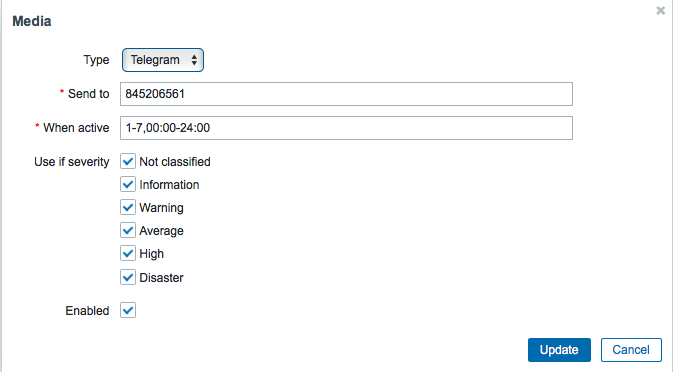 Media
Type Telegram
* Send to 845206561
* When active 1-7,00:00-24:00
Use if severity Not classified
Information
Warning
Average
High
Disaster
Enabled
Update Cancel